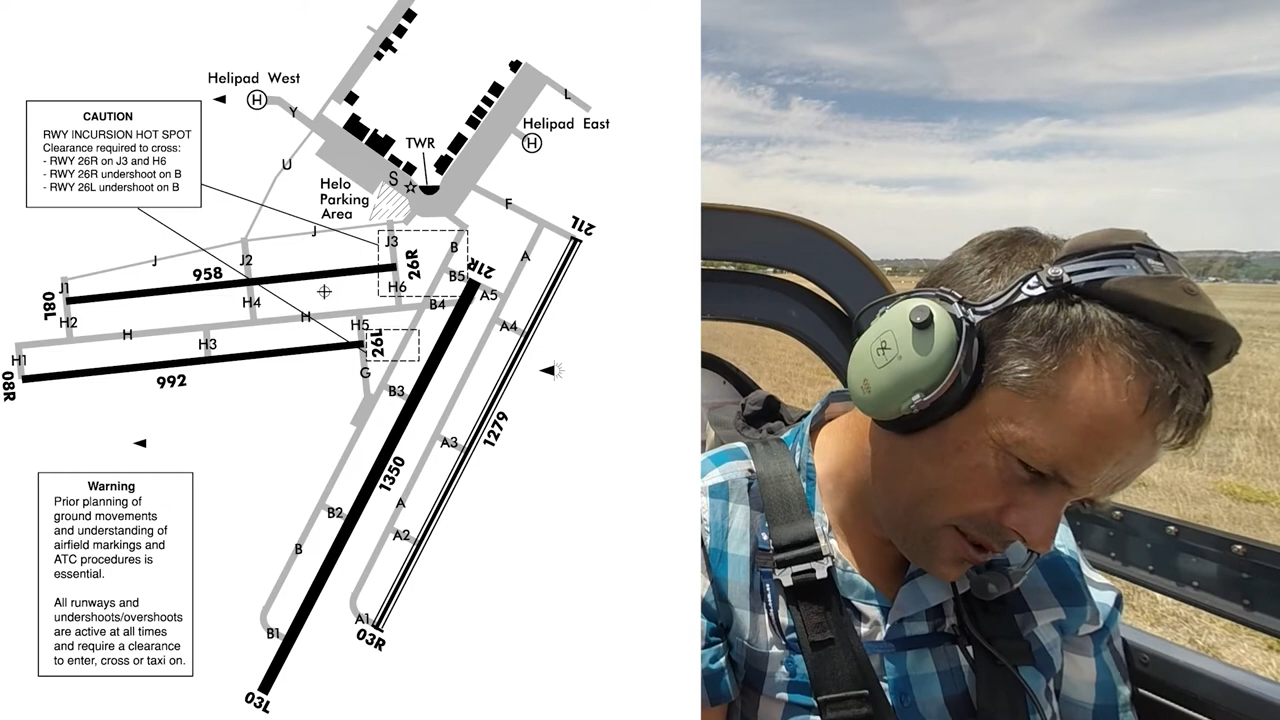 Helipad West
H
Y
L
Helipad East
H
CAUTION
RWY INCURSION HOT SPOT
Clearance required to cross:
- RWY 26R on J3 and H6
- RWY 26R undershoot on B
- RWY 26L undershoot on B
TWR
U
S
Helo
Parking
Area
F
21L
J
J3
B
A
J
J2
958
26R
B5
21R
J1
08L
H4
H6
A5
H2
H
H
B4
H5
A4
H1
H3
26L
08R
992
G
B3
1279
A3
1350
A
B2
A2
B
A1
B1
03R
03L
Warning
Prior planning of
ground movements
and understanding of
airfield markings and
ATC procedures is
essential.
All runways and
undershoots/overshoots
are active at all times
and require a clearance
to enter, cross or taxi on.